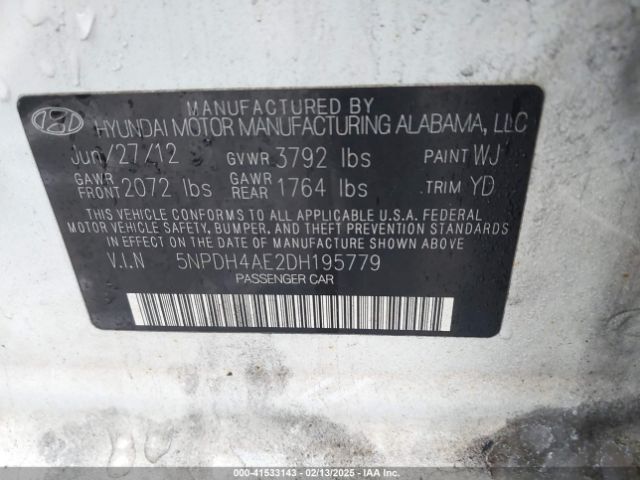 MANUFACTURED BY
HYUNDAI MOTOR MANUFACTURING ALABAMA, LLC
Jun/27/12 GVWR 3792 lbs PAINT WJ
GAWR FRONT 2072 lbs GAWR REAR 1764 lbs TRIM YD
THIS VEHICLE CONFORMS TO ALL APPLICABLE U.S.A. FEDERAL
MOTOR VEHICLE SAFETY, BUMPER, AND THEFT PREVENTION STANDARDS
IN EFFECT ON THE DATE OF MANUFACTURE SHOWN ABOVE.
V.I.N 5NPDH4AE2DH195779
PASSENGER CAR
000-41533143 - 02/13/2025 - IAA, Inc.